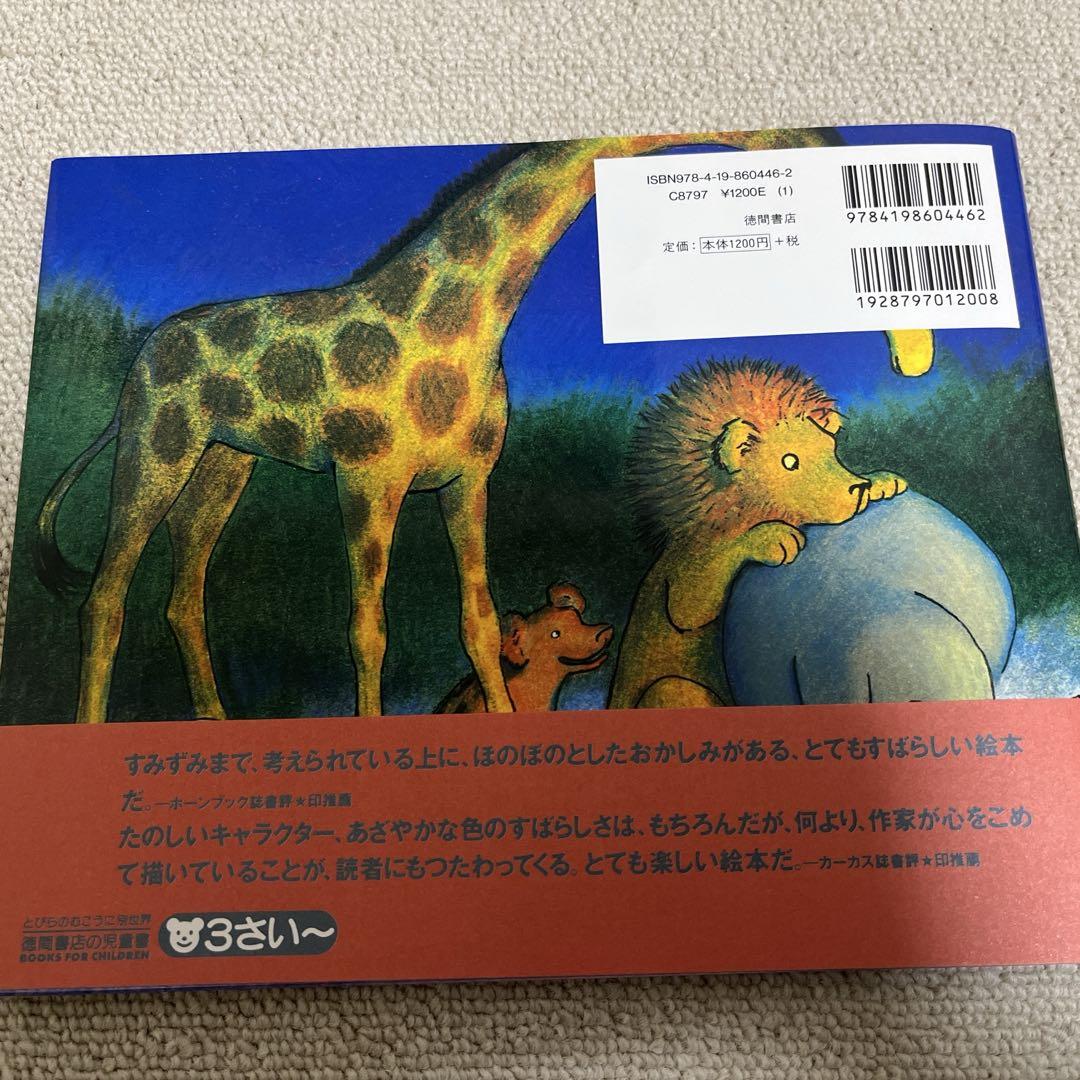 ISBN978-4-19-860446-2
C8797 ¥1200E (1)
徳間書店
定価：本体1200円＋税
9784198604462
1928797012008
すみずみまで、考えられている上に、ほのぼのとしたおかしみがある、とてもすばらしい絵本
だ。—ホーンブック誌書評★印推薦
たのしいキャラクター、あざやかな色のすばらしさは、もちろんだが、何より、作家が心をこめ
て描いていることが、読者にもつたわってくる。とても楽しい絵本だ。—カーカス誌書評★印推薦
とびらのむこうに別世界
徳間書店の児童書
BOOKS FOR CHILDREN
3さい〜